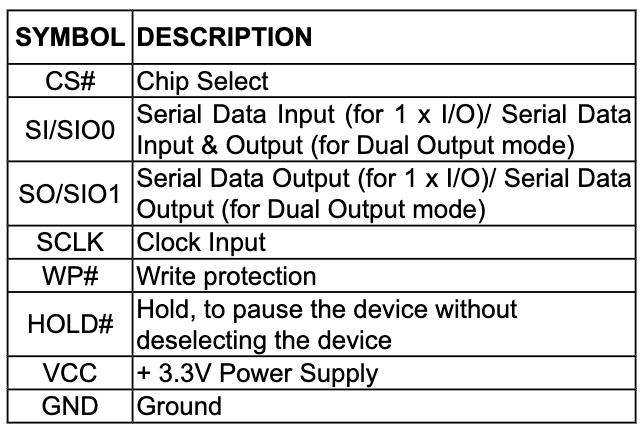 SYMBOL DESCRIPTION
CS# Chip Select
SI/SIO0 Serial Data Input (for 1 x I/O)/ Serial Data
Input & Output (for Dual Output mode)
SO/SIO1 Serial Data Output (for 1 x I/O)/ Serial Data
Output (for Dual Output mode)
SCLK Clock Input
WP# Write protection
HOLD# Hold, to pause the device without
deselecting the device
VCC + 3.3V Power Supply
GND Ground